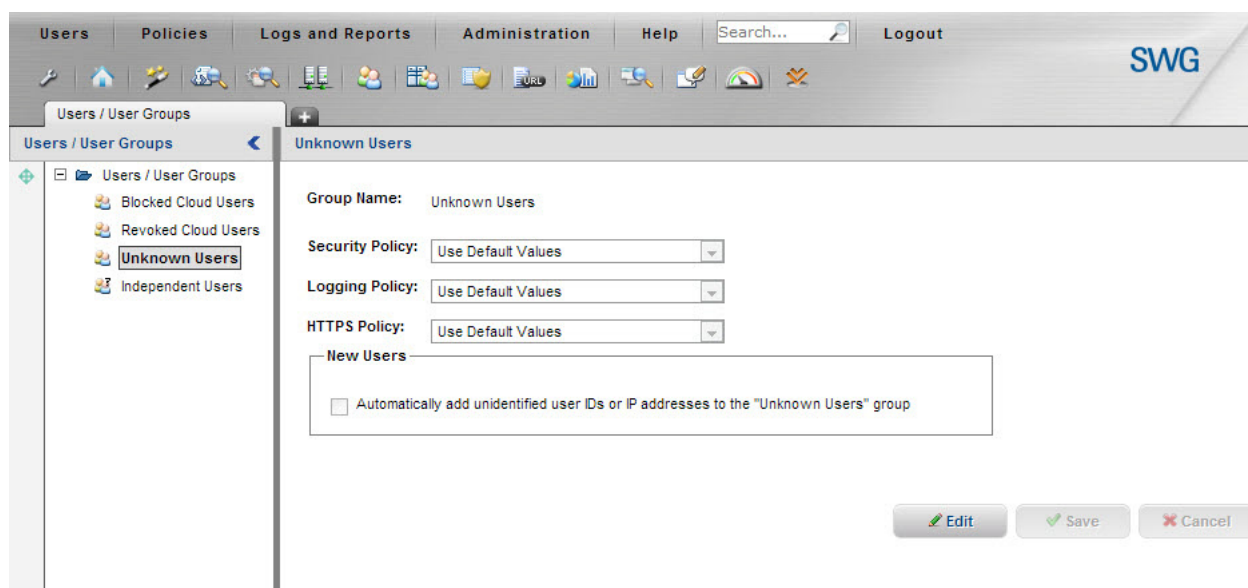 Users Policies Logs and Reports Administration Help Search... Logout
SWG
URL
Users / User Groups
Users / User Groups
Unknown Users
Users / User Groups
Blocked Cloud Users
Revoked Cloud Users
Unknown Users
Independent Users
Group Name: Unknown Users
Security Policy: Use Default Values
Logging Policy: Use Default Values
HTTPS Policy: Use Default Values
New Users
Automatically add unidentified user IDs or IP addresses to the "Unknown Users" group
Edit Save Cancel